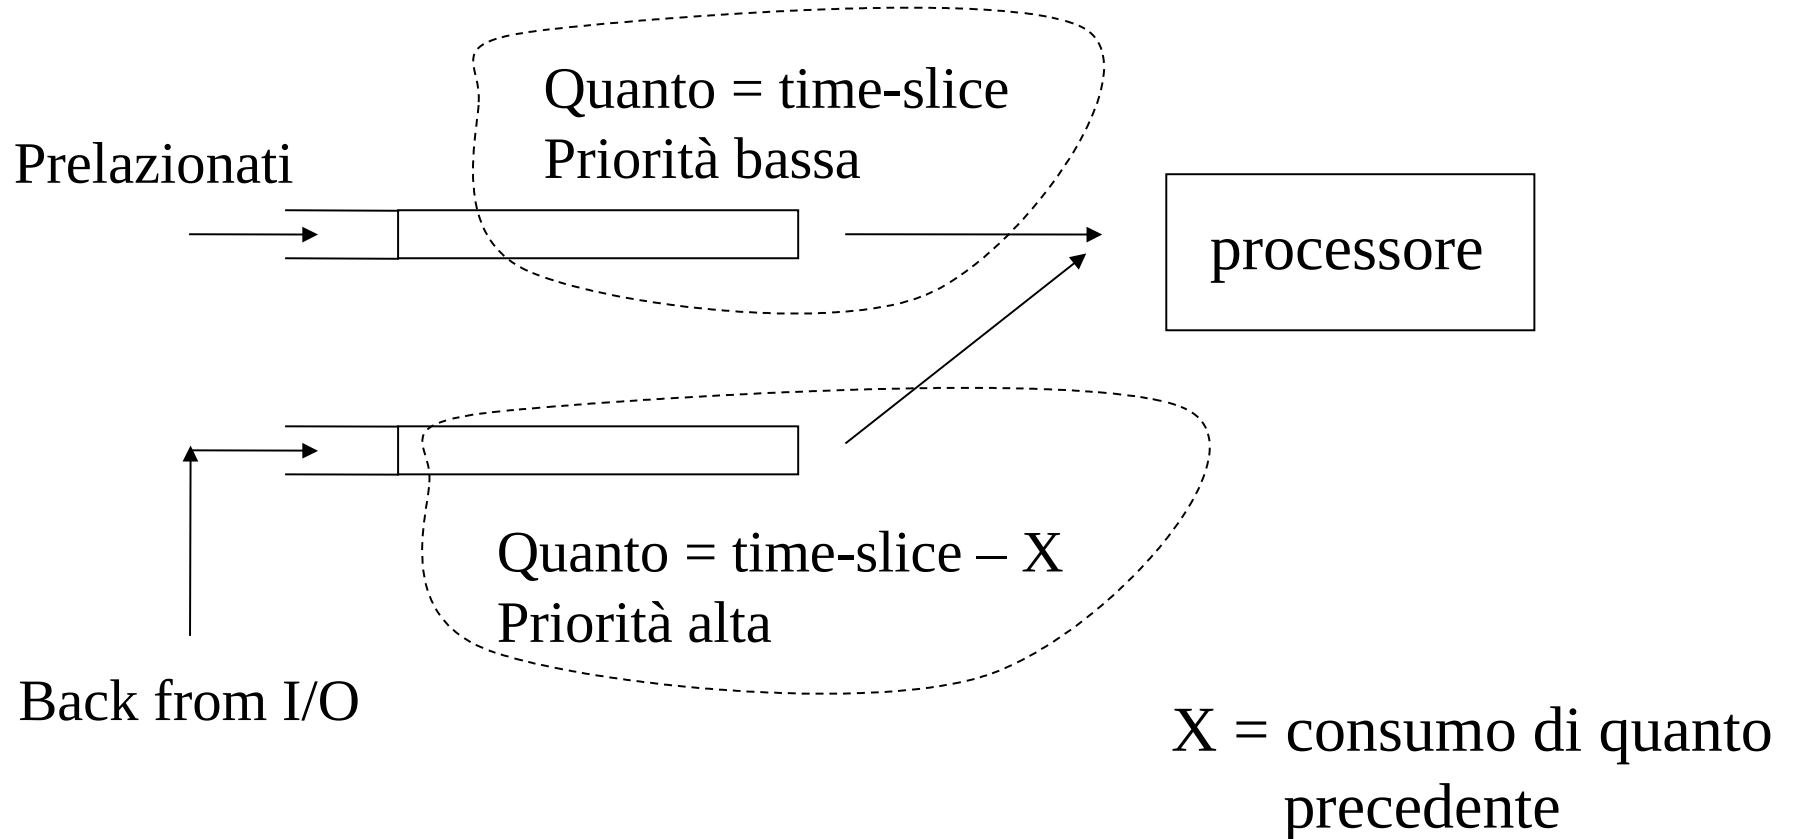 Quanto = time-slice
Priorità bassa
Prelazionati
processore
Quanto = time-slice – X
Priorità alta
Back from I/O
X = consumo di quanto
precedente